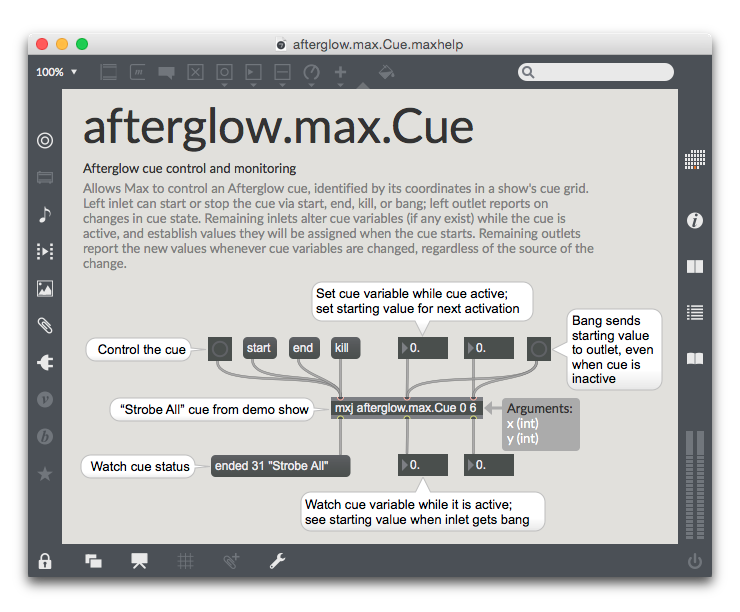 afterglow.max.Cue.maxhelp
100%
afterglow.max.Cue
Afterglow cue control and monitoring
Allows Max to control an Afterglow cue, identified by its coordinates in a show's cue grid.
Left inlet can start or stop the cue via start, end, kill, or bang; left outlet reports on
changes in cue state. Remaining inlets alter cue variables (if any exist) while the cue is
active, and establish values they will be assigned when the cue starts. Remaining outlets
report the new values whenever cue variables are changed, regardless of the source of the
change.
Set cue variable while cue active;
set starting value for next activation
Control the cue
start
end
kill
0.
0.
Bang sends
starting value
to outlet, even
when cue is
inactive
“Strobe All” cue from demo show
mxj afterglow.max.Cue 0 6
Arguments:
x (int)
y (int)
Watch cue status
ended 31 "Strobe All"
0.
0.
Watch cue variable while it is active;
see starting value when inlet gets bang